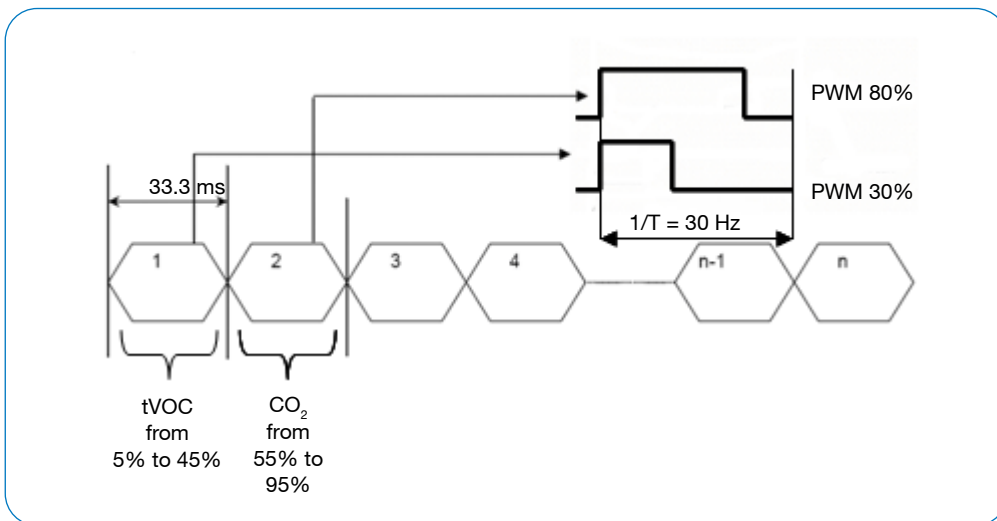 PWM 80%
33.3 ms
PWM 30%
1/T = 30 Hz
1
2
3
4
n-1
n
tVOC
from
5% to 45%
CO₂
from
55% to
95%